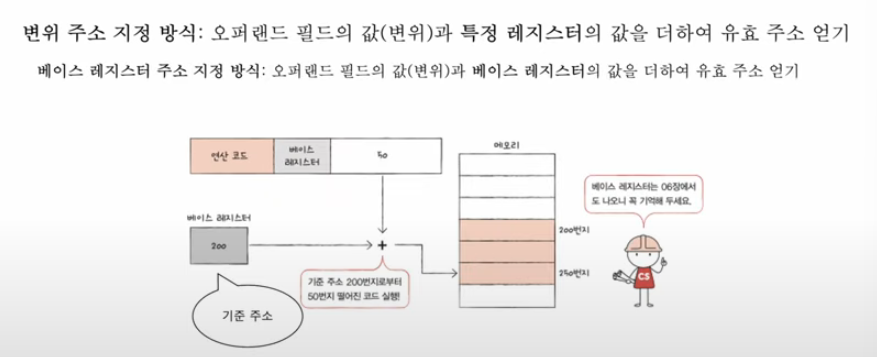 변위 주소 지정 방식: 오퍼랜드 필드의 값(변위)과 특정 레지스터의 값을 더하여 유효 주소 얻기
베이스 레지스터 주소 지정 방식: 오퍼랜드 필드의 값(변위)과 베이스 레지스터의 값을 더하여 유효 주소 얻기
연산 코드
베이스
레지스터
50
메모리
베이스 레지스터는 06장에서
도 나오니 꼭 기억해 두세요.
베이스 레지스터
200
+
200번지
250번지
기준 주소 200번지로부터
50번지 떨어진 코드 실행!
CS
기준 주소